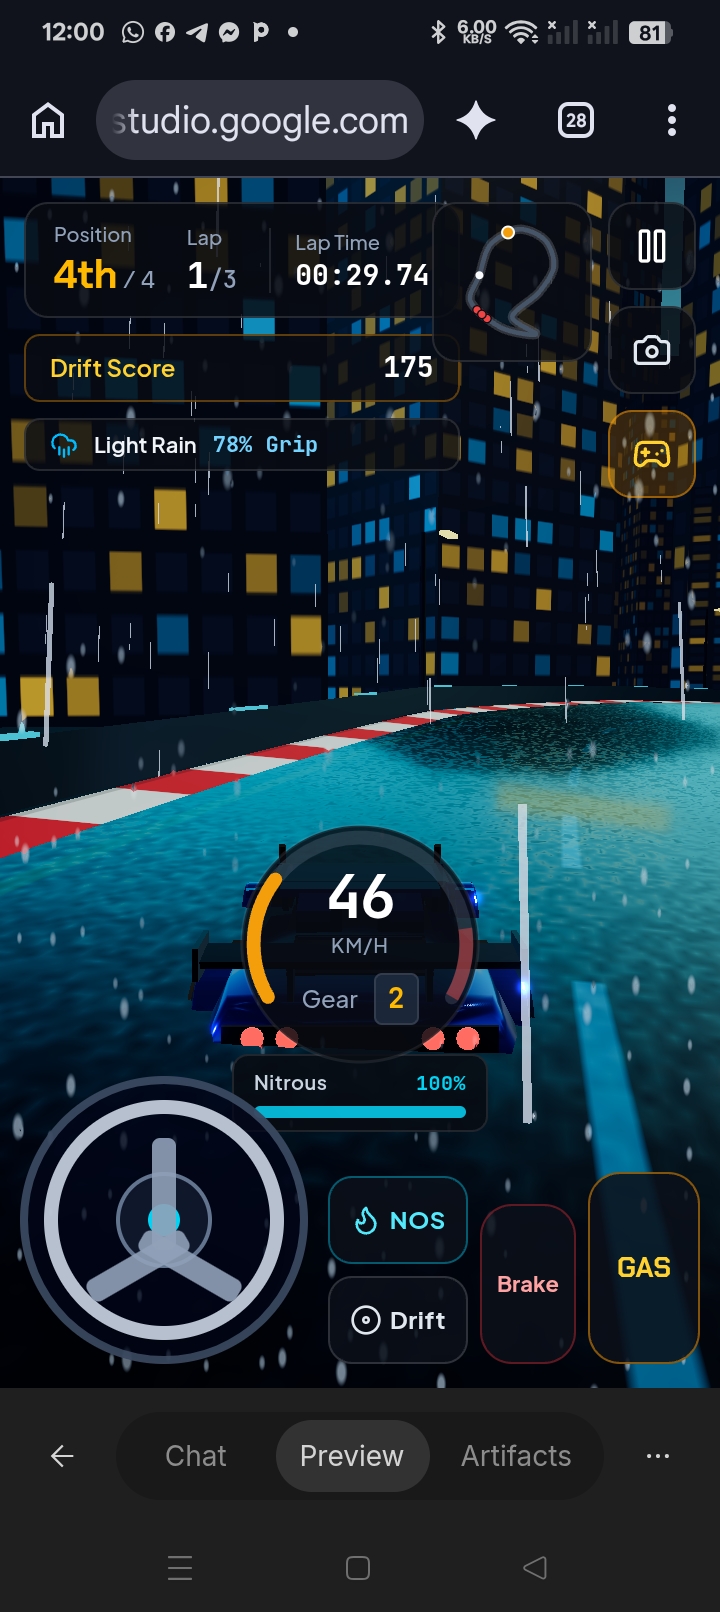 12:00
6.00
KB/S
81
studio.google.com
28
Position
4th / 4
Lap
1/3
Lap Time
00:29.74
Drift Score
175
Light Rain 78% Grip
46
KM/H
Gear 2
Nitrous 100%
NOS
Drift
Brake
GAS
Chat
Preview
Artifacts